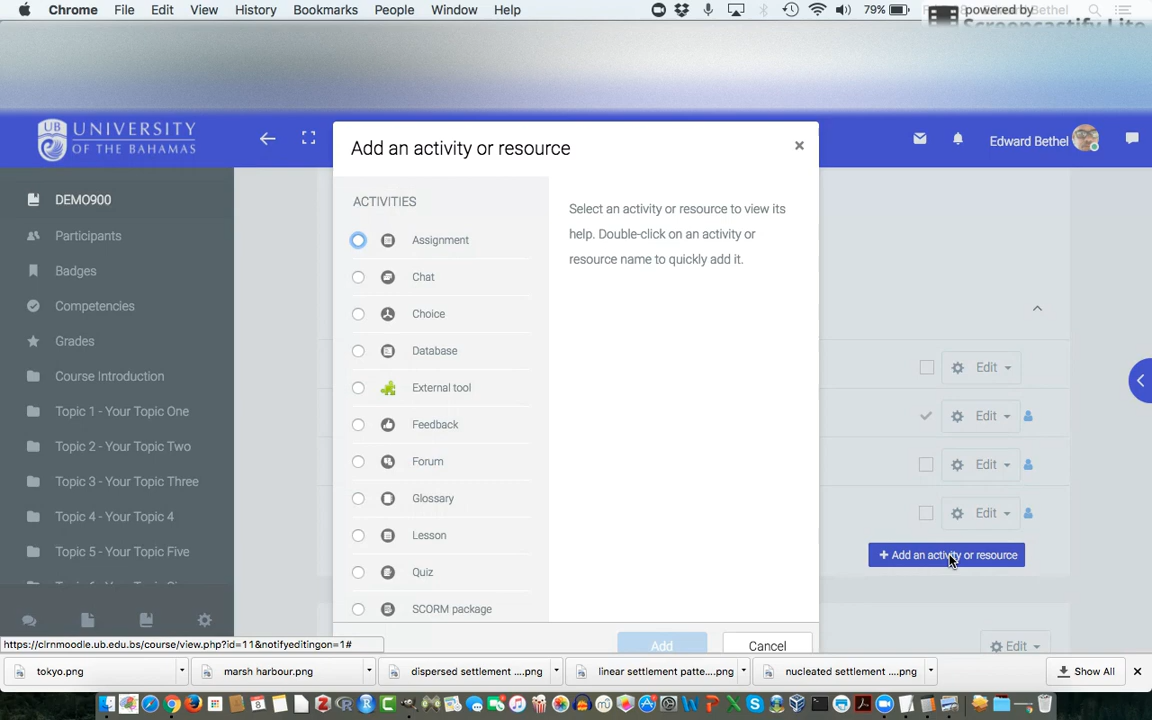 Chrome File Edit View History Bookmarks People Window Help 79% Bethel
powered by
Screencastify Lite
UB UNIVERSITY
OF THE BAHAMAS
Edward Bethel
Add an activity or resource ×
DEMO900
Participants
Badges
Competencies
Grades
Course Introduction
Topic 1 - Your Topic One
Topic 2 - Your Topic Two
Topic 3 - Your Topic Three
Topic 4 - Your Topic 4
Topic 5 - Your Topic Five
ACTIVITIES
Assignment
Chat
Choice
Database
External tool
Feedback
Forum
Glossary
Lesson
Quiz
SCORM package
Select an activity or resource to view its
help. Double-click on an activity or
resource name to quickly add it.
Edit
Edit
Edit
Edit
+ Add an activity or resource
Add Cancel
Edit
https://cirnmoodle.ub.edu.bs/course/view.php?id=11&notifyeditingon=1#
tokyo.png marsh harbour.png dispersed settlement ....png linear settlement patte....png nucleated settlement ....png Show All ×